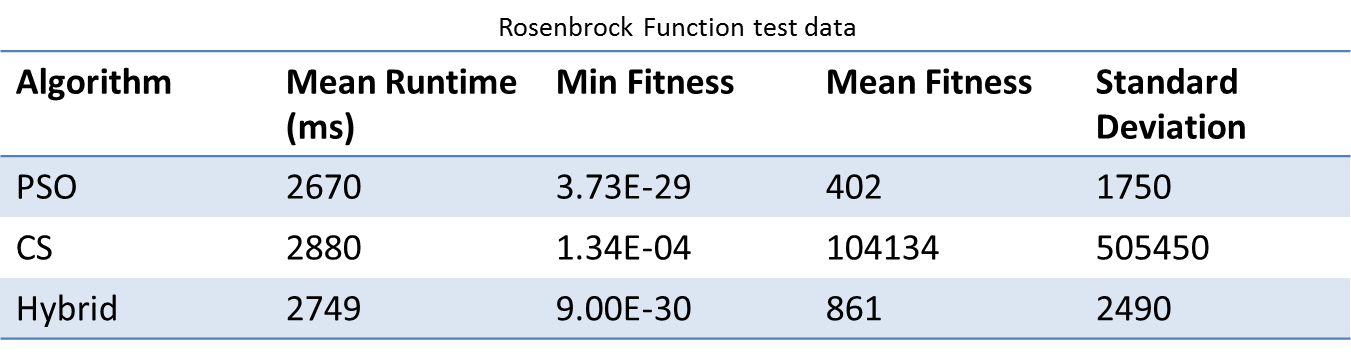 Rosenbrock Function test data
Algorithm Mean Runtime (ms) Min Fitness Mean Fitness Standard Deviation
PSO 2670 3.73E-29 402 1750
CS 2880 1.34E-04 104134 505450
Hybrid 2749 9.00E-30 861 2490